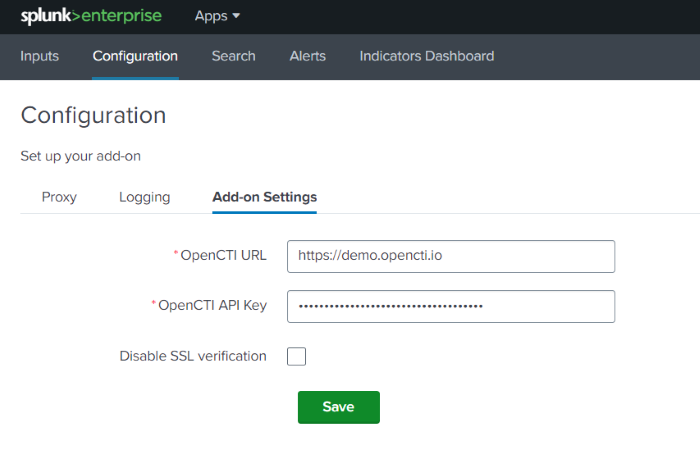 splunk>enterprise Apps
Inputs Configuration Search Alerts Indicators Dashboard
Configuration
Set up your add-on
Proxy Logging Add-on Settings
*OpenCTI URL https://demo.opencti.io
*OpenCTI API Key ••••••••••••••••••••••••••••••••••••
Disable SSL verification
Save